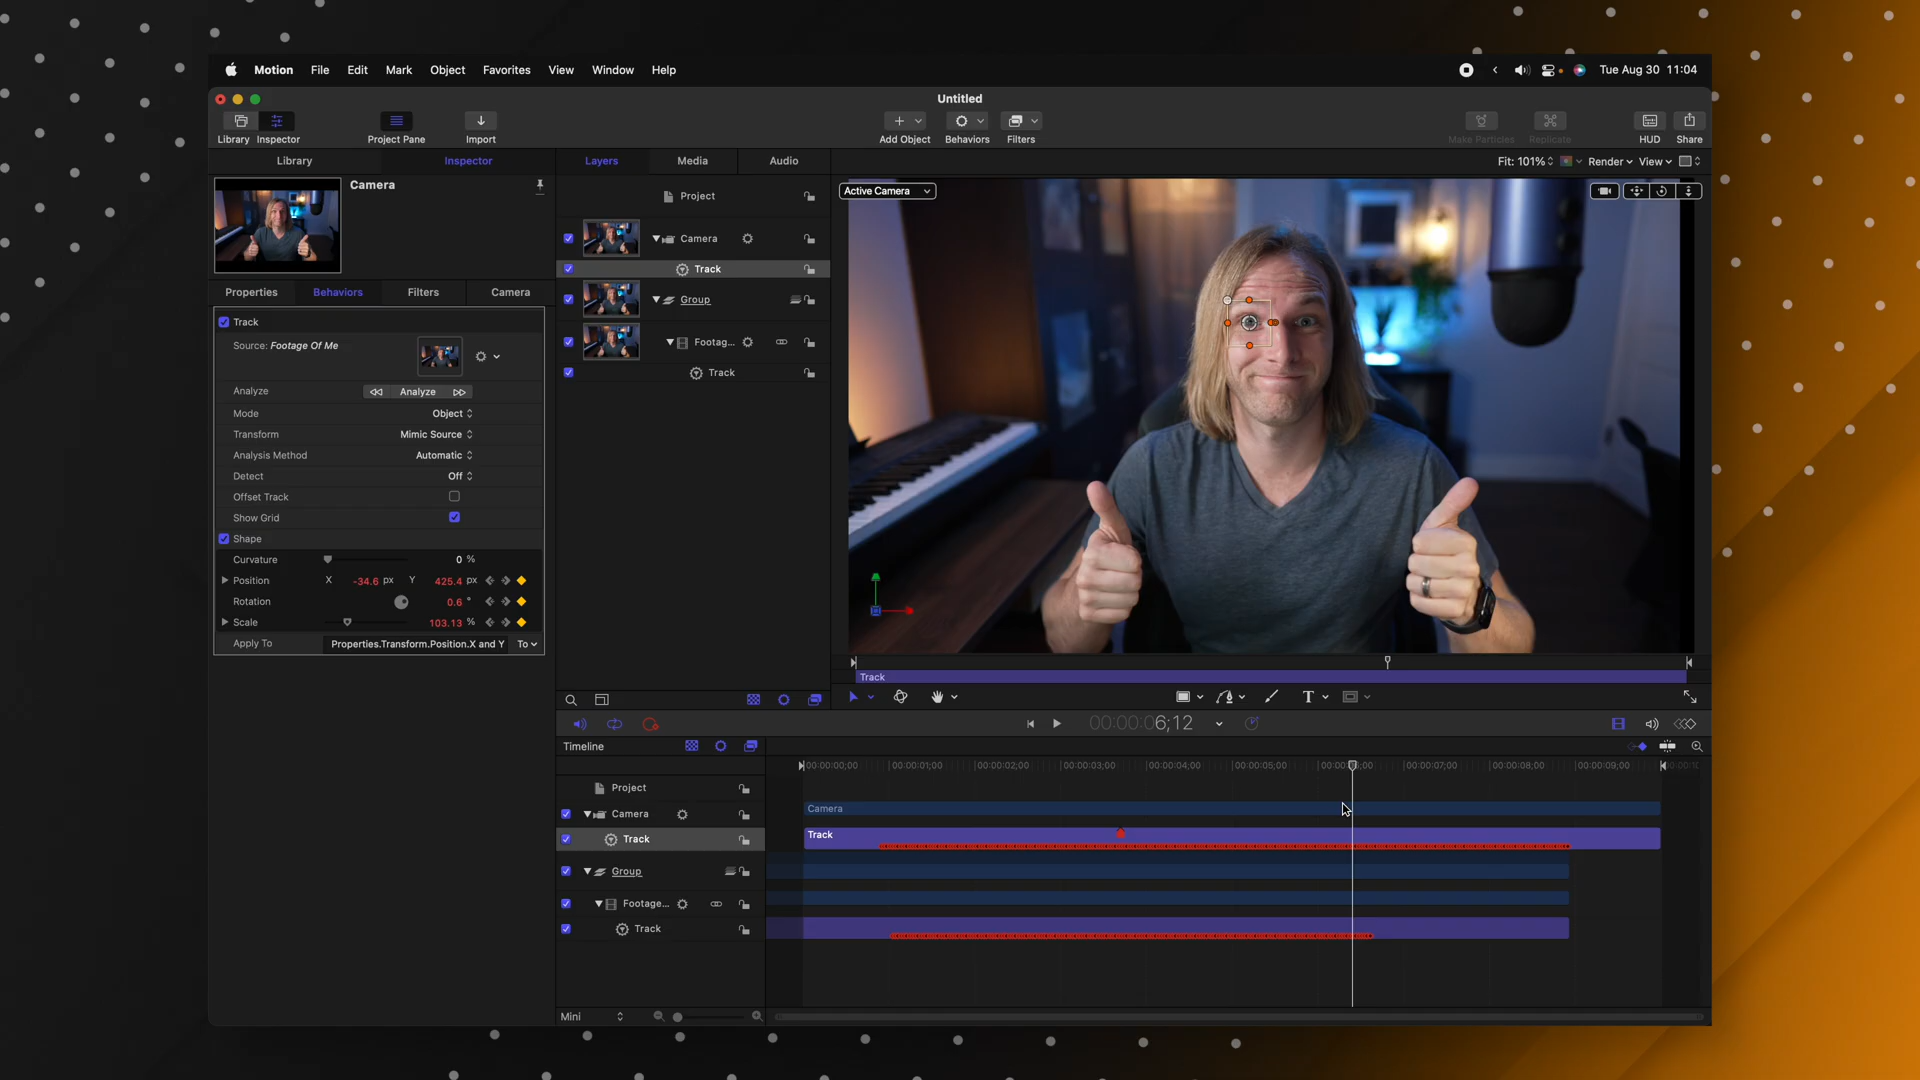 Motion File Edit Mark Object Favorites View Window Help
Tue Aug 30 11:04
Untitled
Library Inspector Project Pane Import Add Object Behaviors Filters Make Particles Replicate HUD Share
Library Inspector Layers Media Audio
Fit: 101% Render View
Camera
Properties Behaviors Filters Camera
Track
Source: Footage Of Me
Analyze Analyze
Mode Object
Transform Mimic Source
Analysis Method Automatic
Detect Off
Offset Track
Show Grid
Shape
Curvature 0 %
Position X -34.6 px Y 425.4 px
Rotation 0.6 °
Scale 103.13 %
Apply To Properties.Transform.Position.X and Y To
Project
Camera
Track
Group
Footag...
Track
Active Camera
Track
T
00:00:06;12
Timeline
00:00:00;00 00:00:01;00 00:00:02;00 00:00:03;00 00:00:04;00 00:00:05;00 00:00:07;00 00:00:08;00 00:00:09;00
Project
Camera
Camera
Track
Track
Group
Footage...
Track
Mini